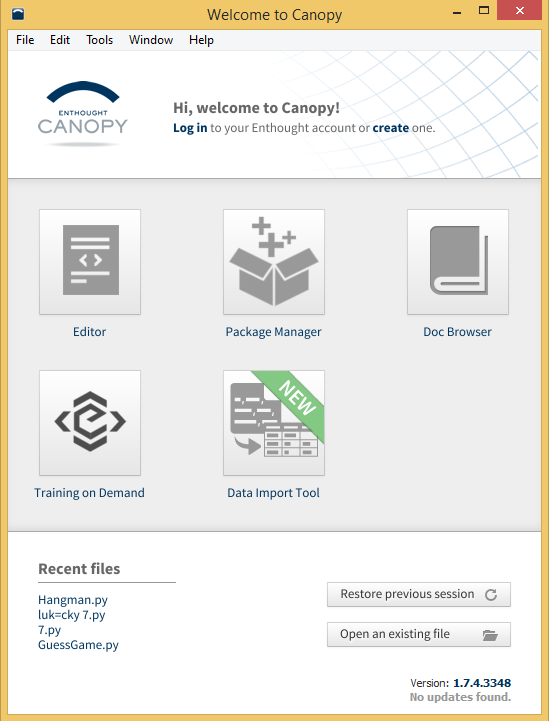 Welcome to Canopy
File Edit Tools Window Help
ENTHOUGHT
CANOPY
Hi, welcome to Canopy!
Log in to your Enthought account or create one.
Editor
Package Manager
Doc Browser
NEW
Training on Demand
Data Import Tool
Recent files
Hangman.py
luk=cky 7.py
7.py
GuessGame.py
Restore previous session
Open an existing file
Version: 1.7.4.3348
No updates found.